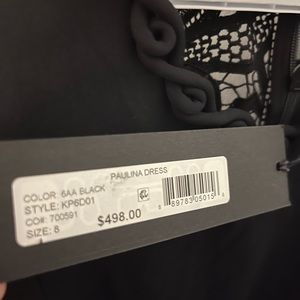 PAULINA DRESS
COLOR: 6AA BLACK
STYLE: KP6D01
CO#: 700591
SIZE: 8
$498.00